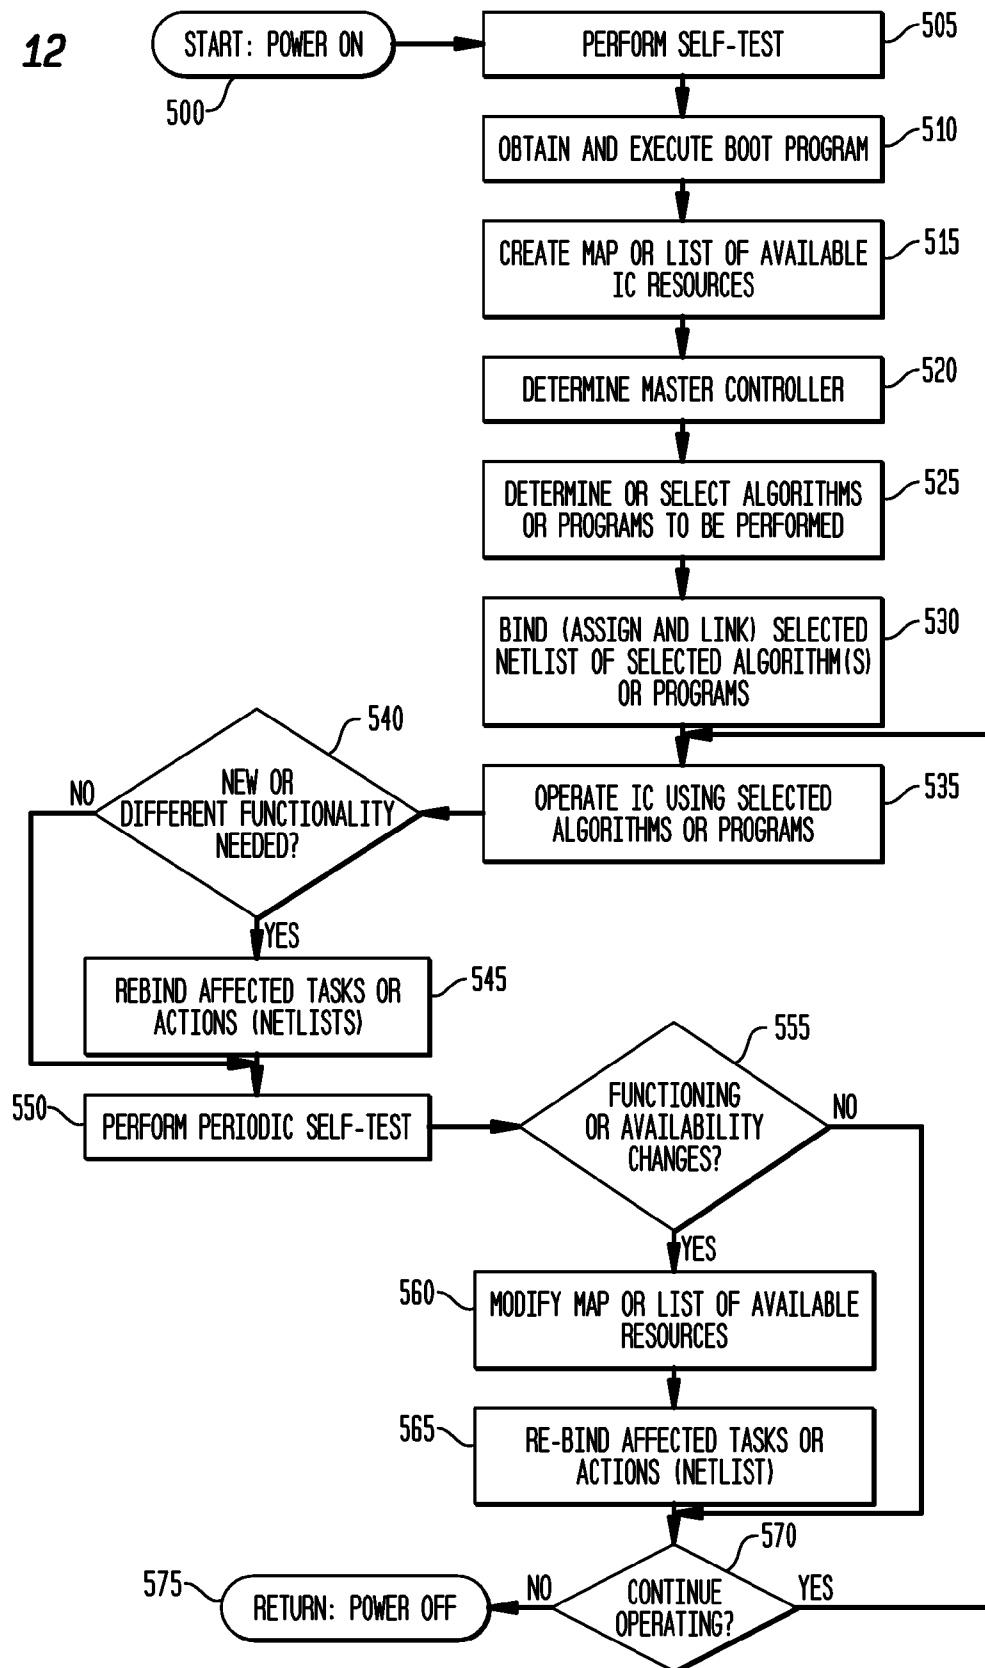 12
START: POWER ON
500
PERFORM SELF-TEST
505
OBTAIN AND EXECUTE BOOT PROGRAM
510
CREATE MAP OR LIST OF AVAILABLE
IC RESOURCES
515
DETERMINE MASTER CONTROLLER
520
DETERMINE OR SELECT ALGORITHMS
OR PROGRAMS TO BE PERFORMED
525
BIND (ASSIGN AND LINK) SELECTED
NETLIST OF SELECTED ALGORITHM(S)
OR PROGRAMS
530
OPERATE IC USING SELECTED
ALGORITHMS OR PROGRAMS
535
540
NEW OR
DIFFERENT FUNCTIONALITY
NEEDED?
NO
YES
REBIND AFFECTED TASKS OR
ACTIONS (NETLISTS)
545
550
PERFORM PERIODIC SELF-TEST
555
FUNCTIONING
OR AVAILABILITY
CHANGES?
NO
YES
560
MODIFY MAP OR LIST OF AVAILABLE
RESOURCES
565
RE-BIND AFFECTED TASKS OR
ACTIONS (NETLIST)
570
CONTINUE
OPERATING?
NO
YES
575
RETURN: POWER OFF